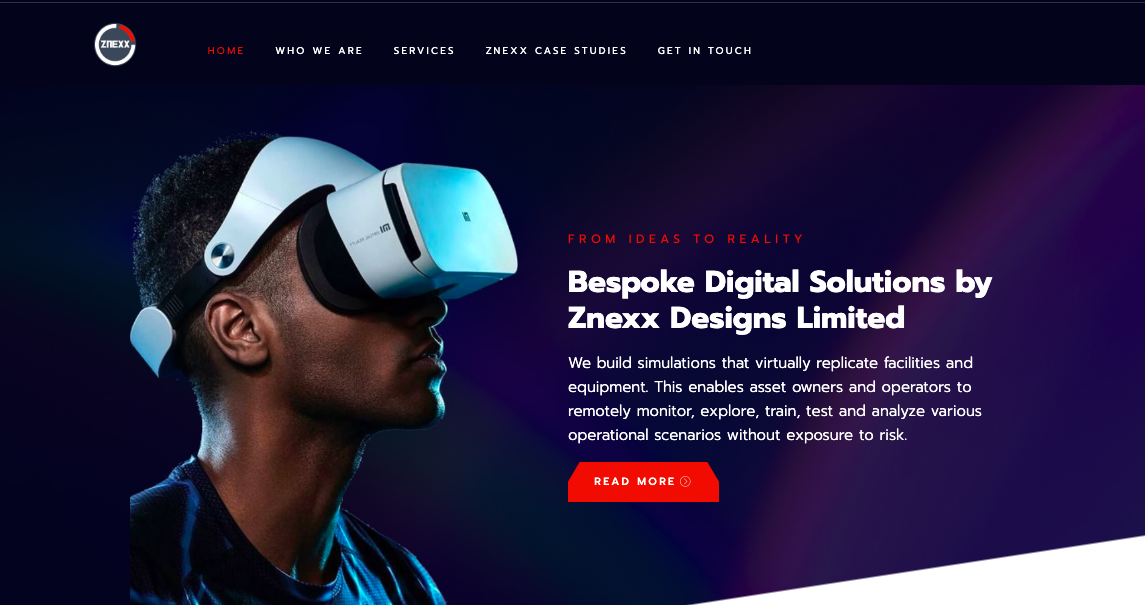 ZNEXX
HOME
WHO WE ARE
SERVICES
ZNEXX CASE STUDIES
GET IN TOUCH
FROM IDEAS TO REALITY
Bespoke Digital Solutions by
Znexx Designs Limited
We build simulations that virtually replicate facilities and
equipment. This enables asset owners and operators to
remotely monitor, explore, train, test and analyze various
operational scenarios without exposure to risk.
READ MORE